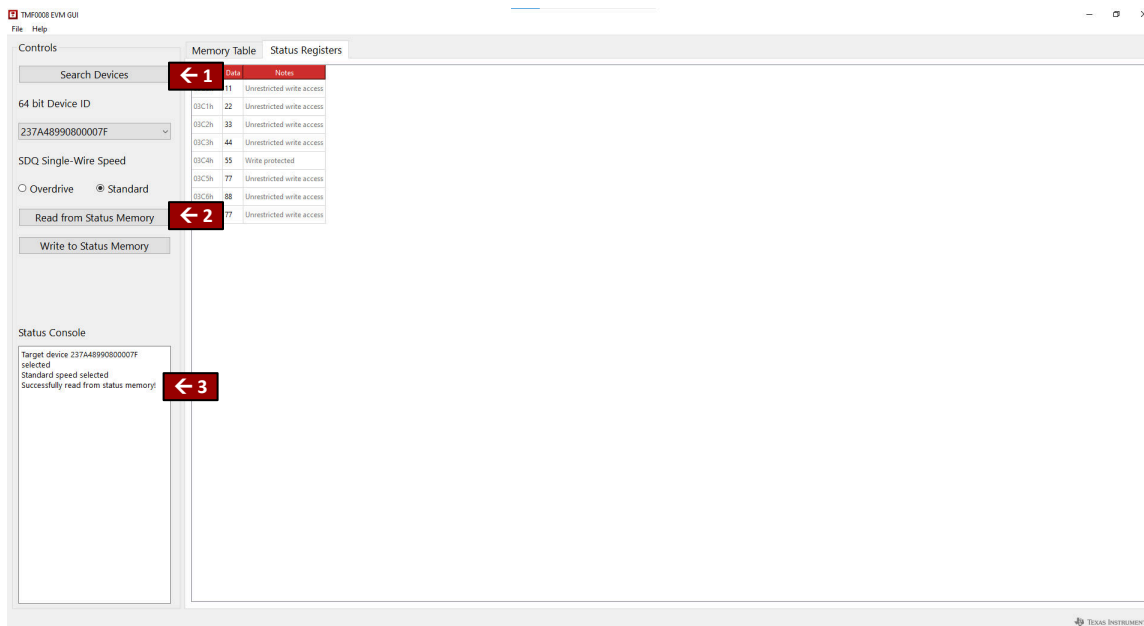 TMF0008 EVM GUI
File Help
Controls
Search Devices
← 1
64 bit Device ID
237A48990800007F
SDQ Single-Wire Speed
Overdrive Standard
Read from Status Memory
← 2
Write to Status Memory
Status Console
Target device 237A48990800007F
selected
Standard speed selected
Successfully read from status memory!
← 3
Memory Table Status Registers
Data Notes
11 Unrestricted write access
03C1h 22 Unrestricted write access
03C2h 33 Unrestricted write access
03C3h 44 Unrestricted write access
03C4h 55 Write protected
03C5h 77 Unrestricted write access
03C6h 88 Unrestricted write access
77 Unrestricted write access
TEXAS INSTRUMEN